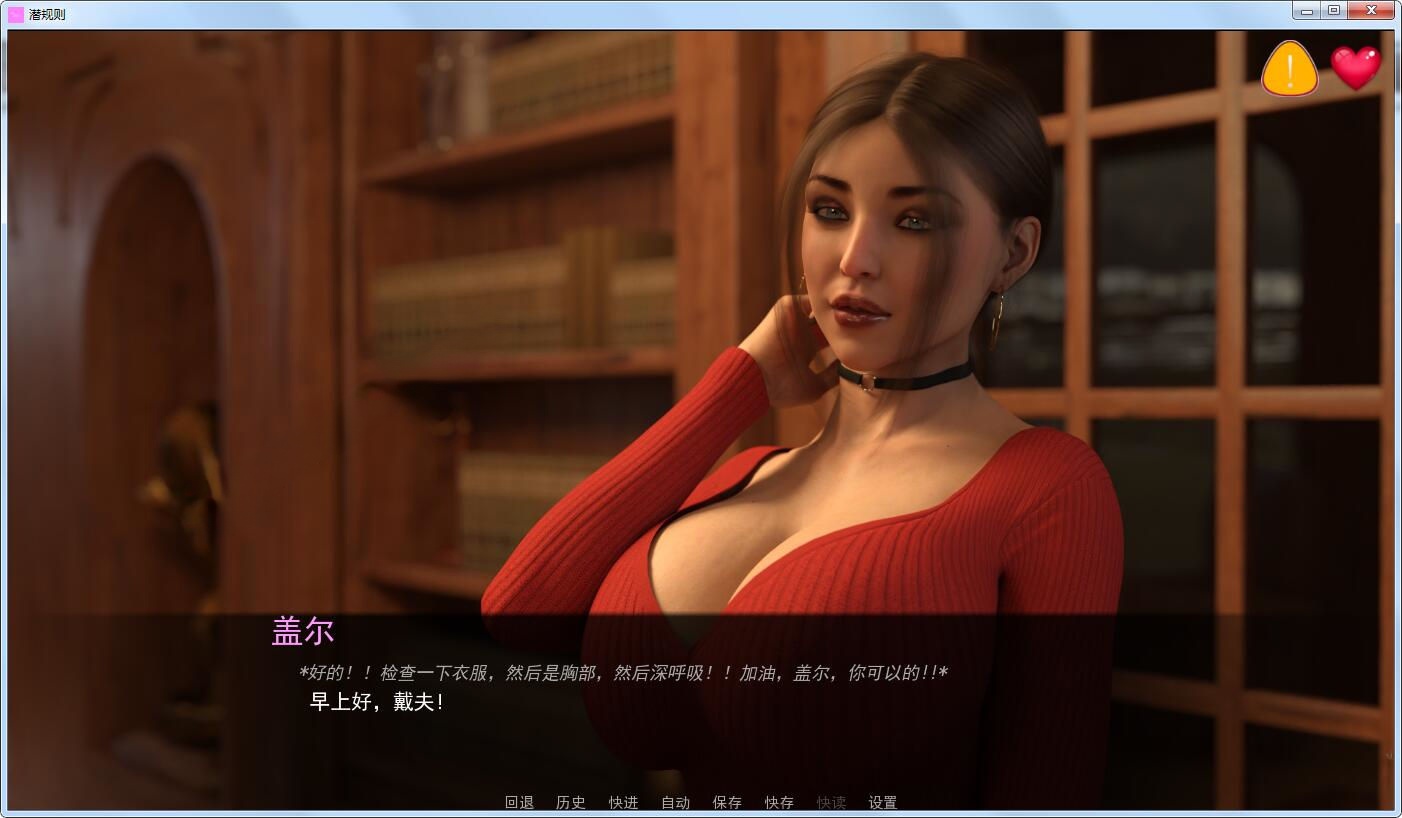 潜规则
盖尔
*好的！！检查一下衣服，然后是胸部，然后深呼吸！！加油，盖尔，你可以的!!*
早上好，戴夫!
回退 历史 快进 自动 保存 快存 快读 设置